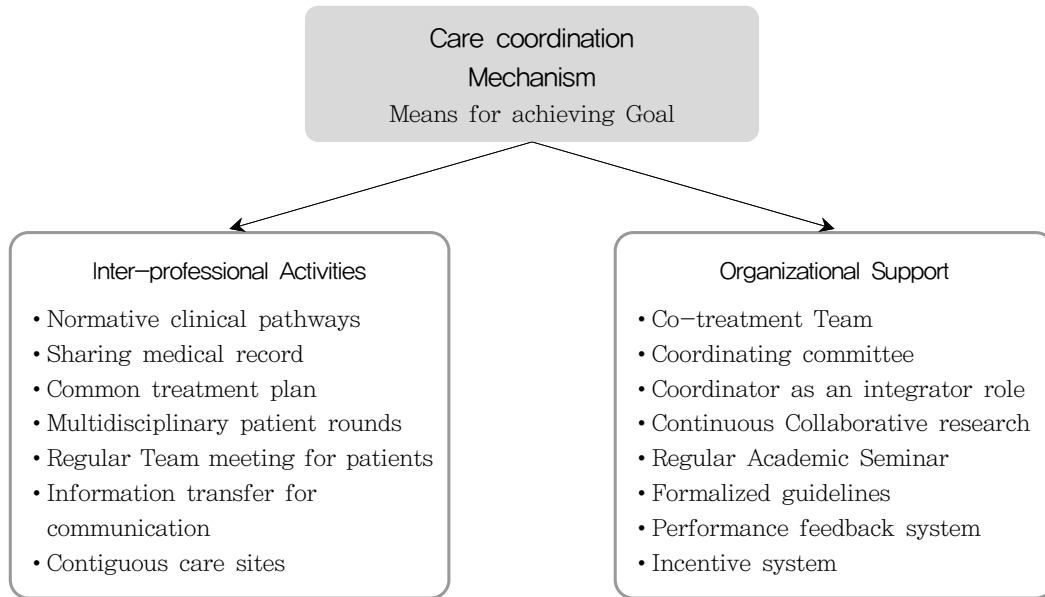 Care coordination
Mechanism
Means for achieving Goal
Inter-professional Activities
• Normative clinical pathways
• Sharing medical record
• Common treatment plan
• Multidisciplinary patient rounds
• Regular Team meeting for patients
• Information transfer for
communication
• Contiguous care sites
Organizational Support
• Co-treatment Team
• Coordinating committee
• Coordinator as an integrator role
• Continuous Collaborative research
• Regular Academic Seminar
• Formalized guidelines
• Performance feedback system
• Incentive system